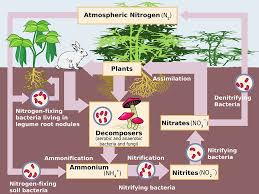 Atmospheric Nitrogen (N₂)
Plants
Assimilation
Denitrifying
Bacteria
Nitrogen-fixing
bacteria living in
legume root nodules
Nitrates (NO₃⁻)
Decomposers
(aerobic and anaerobic
bacteria and fungi)
Nitrifying
bacteria
Ammonification
Nitrification
Ammonium (NH₄⁺)
Nitrites (NO₂⁻)
Nitrogen-fixing
soil bacteria
Nitrifying bacteria